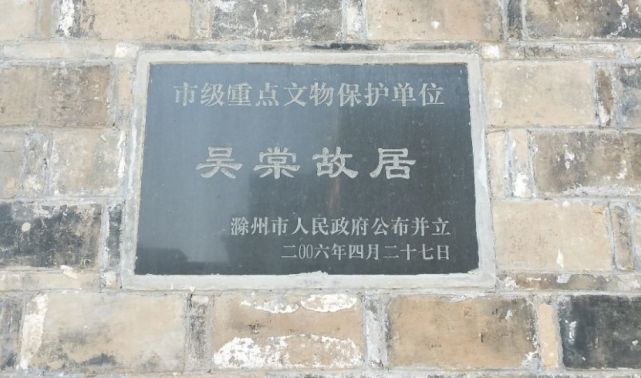 市级重点文物保护单位
吴棠故居
滁州市人民政府公布并立
二00六年四月二十七日